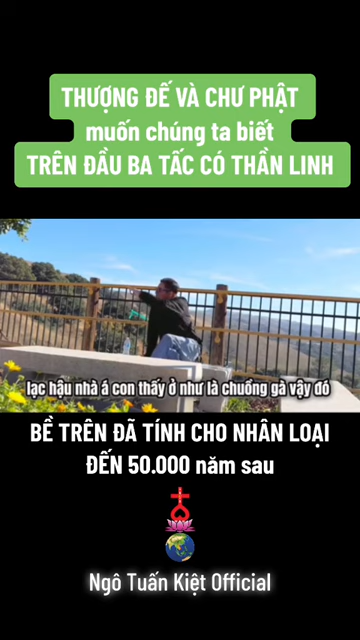 THƯỢNG ĐẾ VÀ CHƯ PHẬT
muốn chúng ta biết
TRÊN ĐẦU BA TẤC CÓ THẦN LINH
lạc hậu nhà á con thấy ở như là chuồng gà vậy đó
BỀ TRÊN ĐÃ TÍNH CHO NHÂN LOẠI
ĐẾN 50.000 năm sau
Ngô Tuấn Kiệt Official